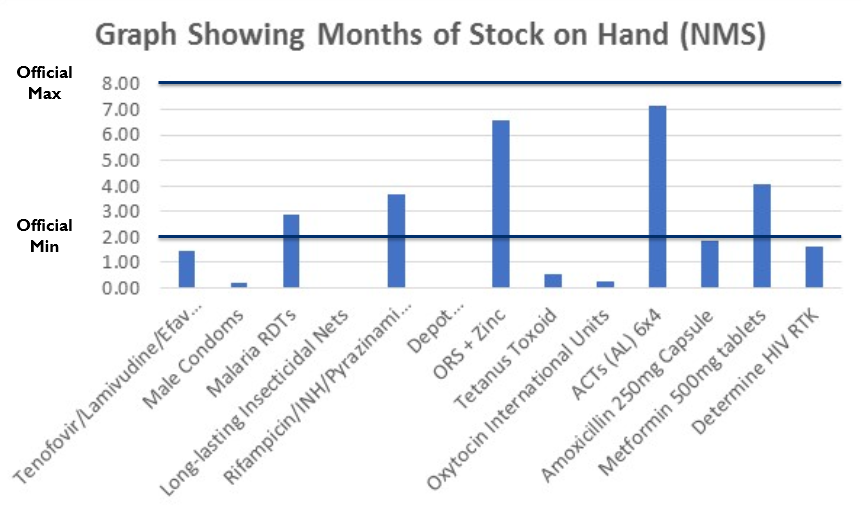 Graph Showing Months of Stock on Hand (NMS)
Official
Max
8.00
7.00
6.00
5.00
4.00
3.00
Official
Min
2.00
1.00
0.00
Tenofovir/Lamivudine/Efav...
Male Condoms
Malaria RDTs
Long-lasting Insecticidal Nets
Rifampicin/INH/Pyrazinami...
Depot...
ORS + Zinc
Tetanus Toxoid
Oxytocin International Units
ACTs (AL) 6x4
Amoxicillin 250mg Capsule
Metformin 500mg tablets
Determine HIV RTK